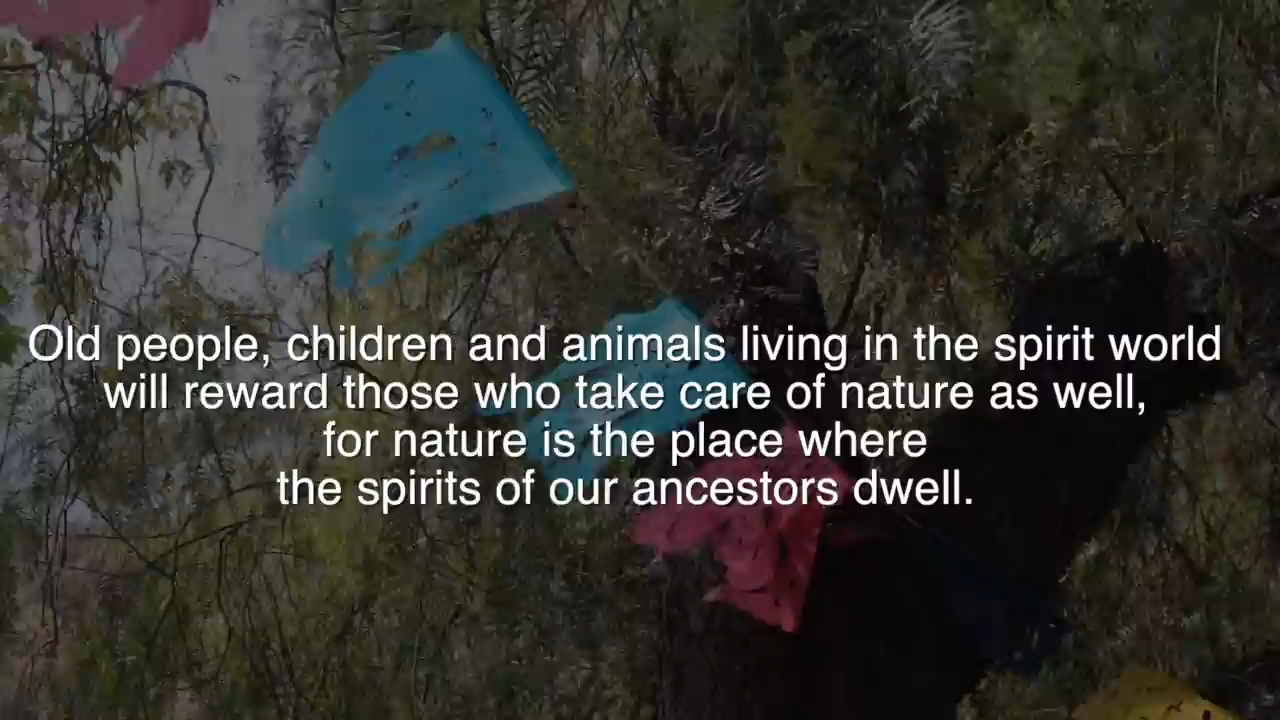 Old people, children and animals living in the spirit world
will reward those who take care of nature as well,
for nature is the place where
the spirits of our ancestors dwell.